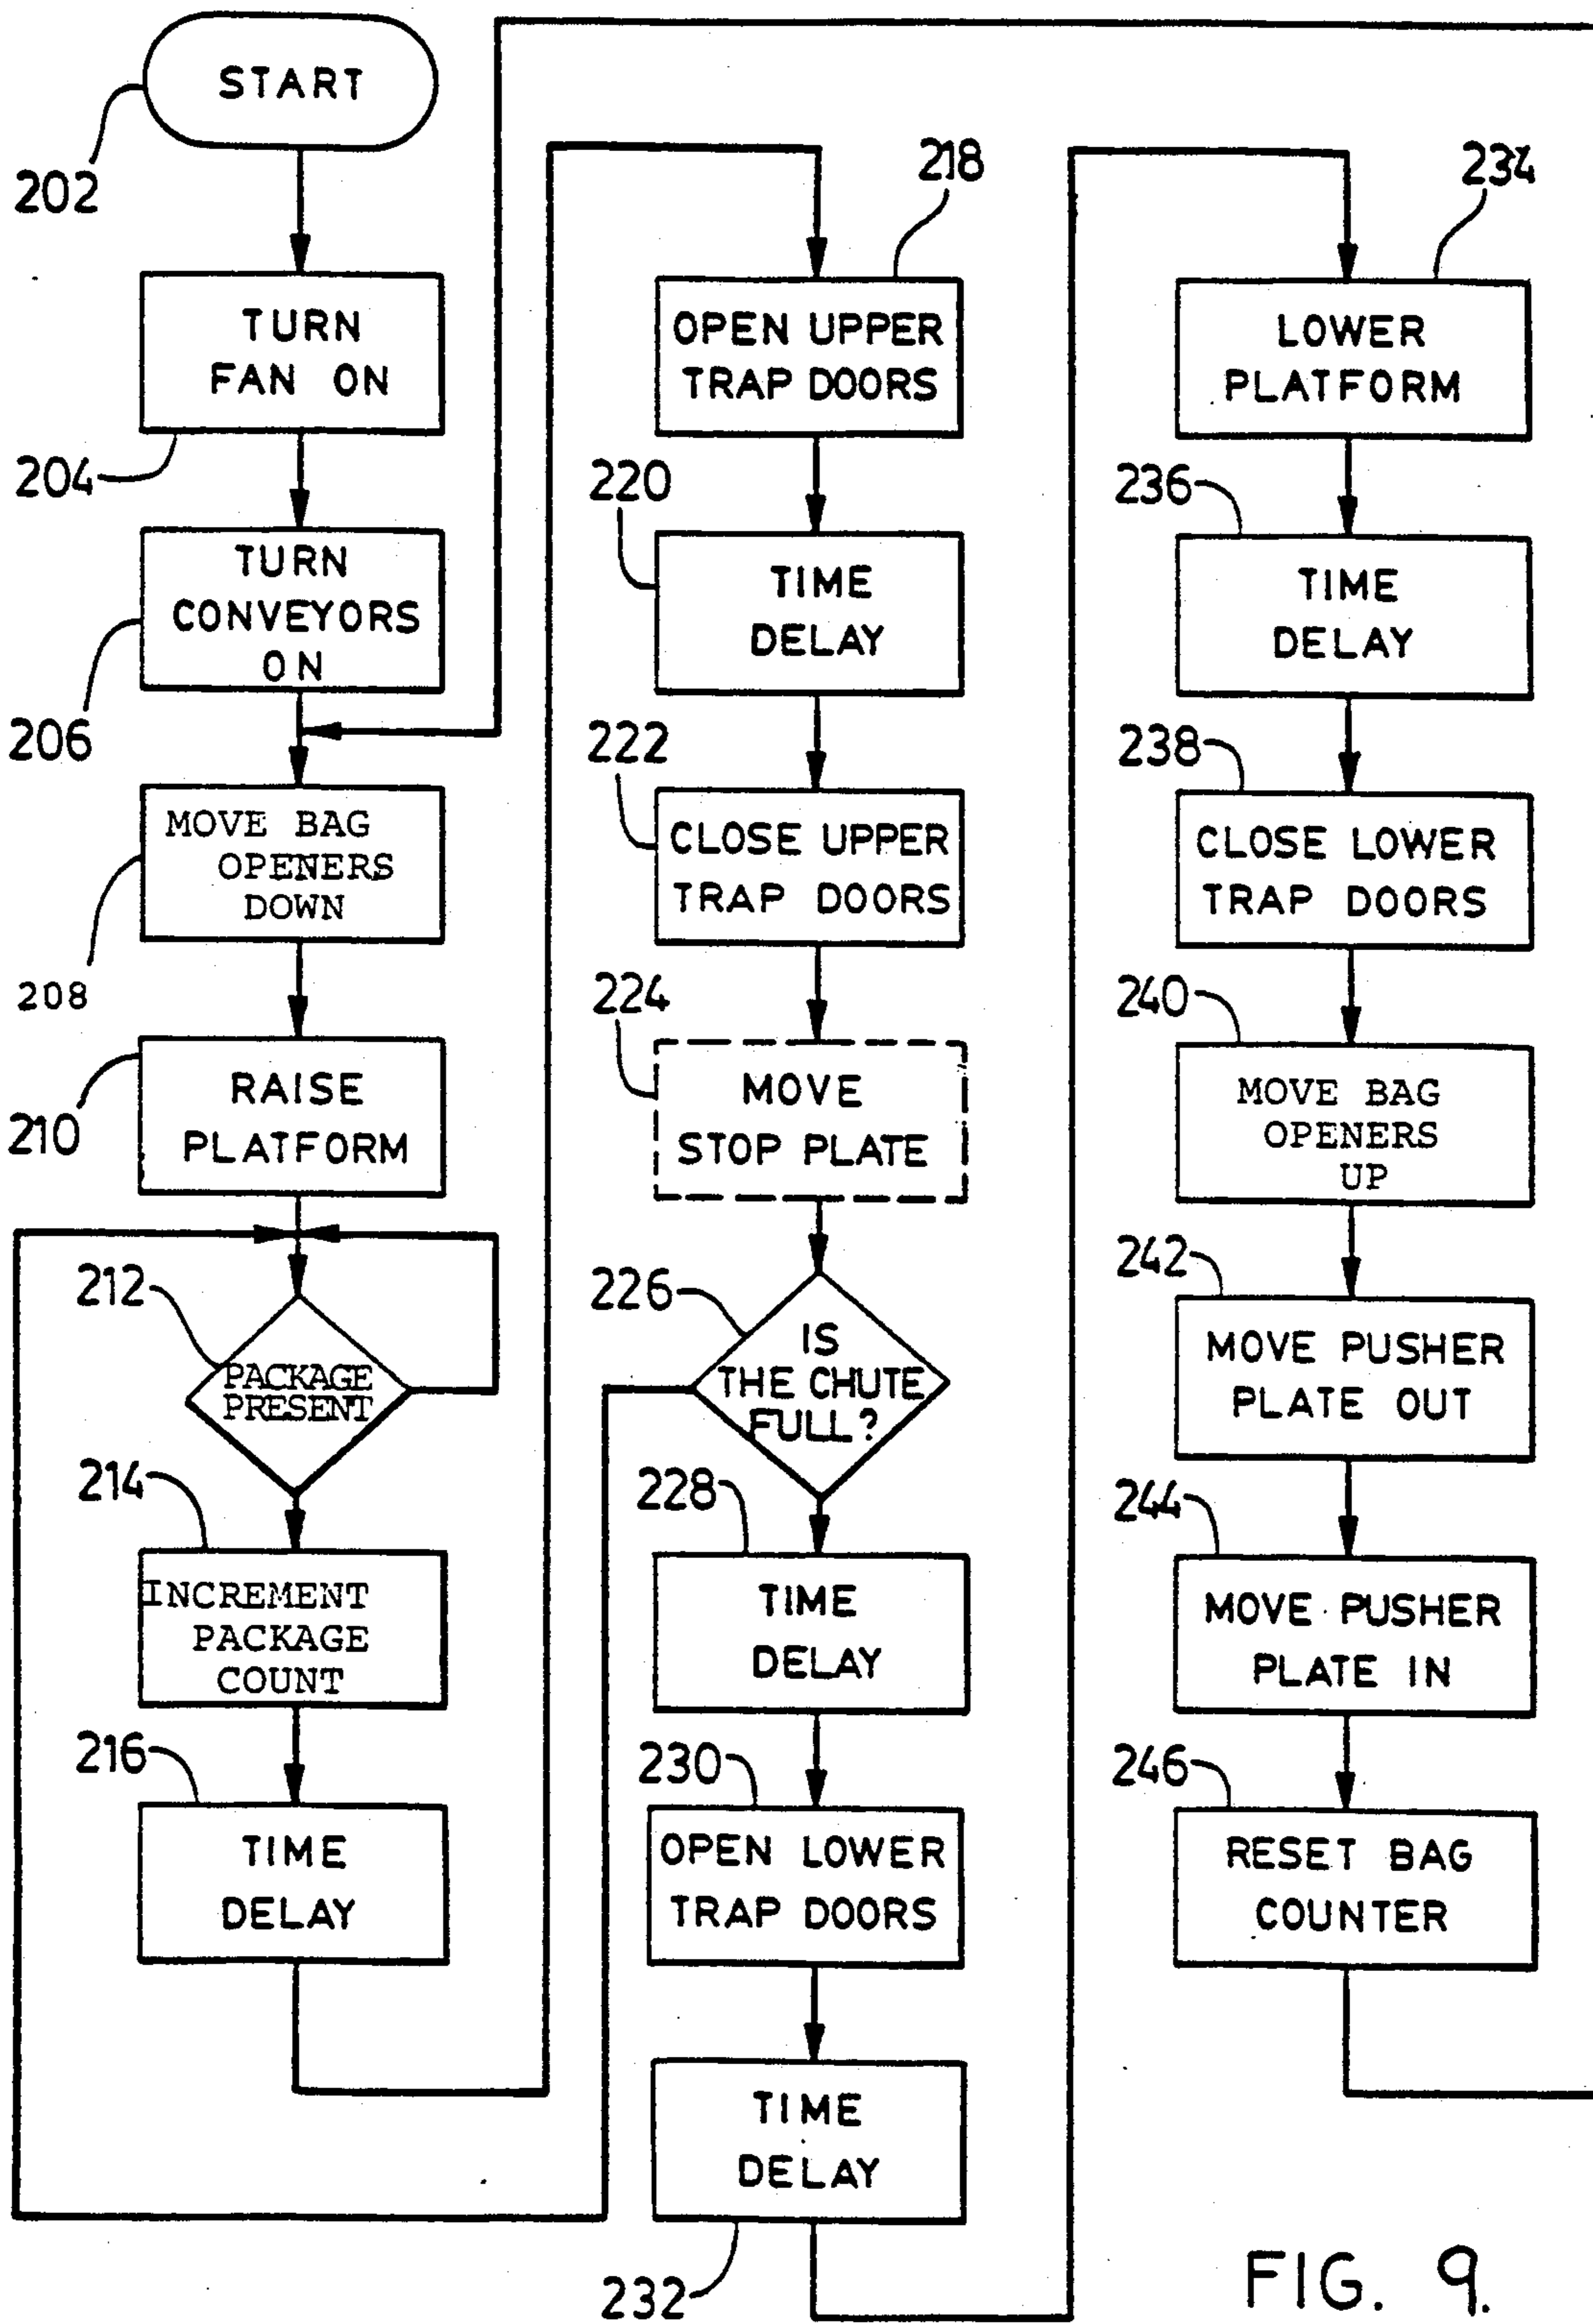 START
202
TURN
FAN ON
204
TURN
CONVEYORS
ON
206
MOVE BAG
OPENERS
DOWN
208
RAISE
PLATFORM
210
212
PACKAGE
PRESENT
214
INCREMENT
PACKAGE
COUNT
216
TIME
DELAY
218
OPEN UPPER
TRAP DOORS
220
TIME
DELAY
222
CLOSE UPPER
TRAP DOORS
224
MOVE
STOP PLATE
226
IS
THE CHUTE
FULL?
228
TIME
DELAY
230
OPEN LOWER
TRAP DOORS
TIME
DELAY
232
234
LOWER
PLATFORM
236
TIME
DELAY
238
CLOSE LOWER
TRAP DOORS
240
MOVE BAG
OPENERS
UP
242
MOVE PUSHER
PLATE OUT
244
MOVE PUSHER
PLATE IN
246
RESET BAG
COUNTER
FIG. 9.